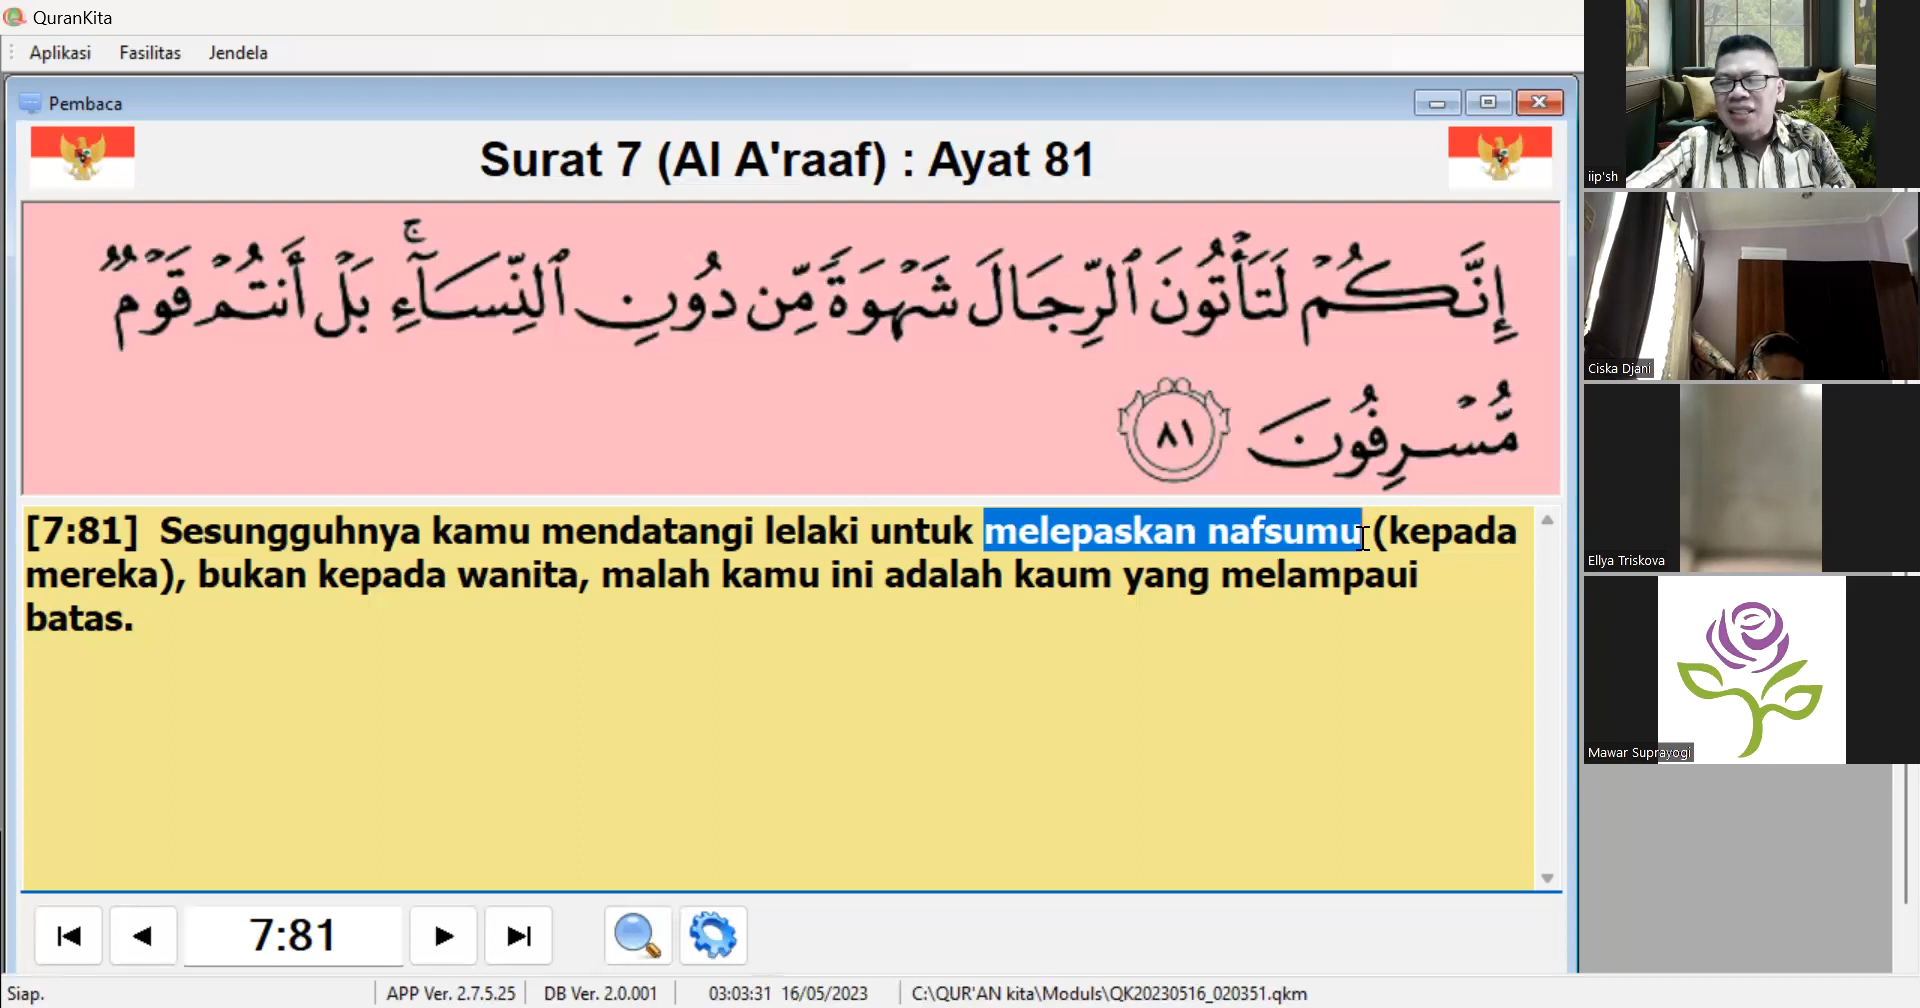 QuranKita
Aplikasi Fasilitas Jendela
Pembaca
Surat 7 (Al A'raaf) : Ayat 81
إِنَّكُمْ لَتَأْتُونَ ٱلرِّجَالَ شَهْوَةً مِّن دُونِ ٱلنِّسَآءِ ۚ بَلْ أَنتُمْ قَوْمٌ
مُّسْرِفُونَ ٨١
[7:81] Sesungguhnya kamu mendatangi lelaki untuk melepaskan nafsumu (kepada
mereka), bukan kepada wanita, malah kamu ini adalah kaum yang melampaui
batas.
7:81
Siap. APP Ver. 2.7.5.25 DB Ver. 2.0.001 03:03:31 16/05/2023 C:\QUR'AN kita\Moduls\QK20230516_020351.qkm
iip'sh
Ciska Djani
Ellya Triskova
Mawar Suprayogi